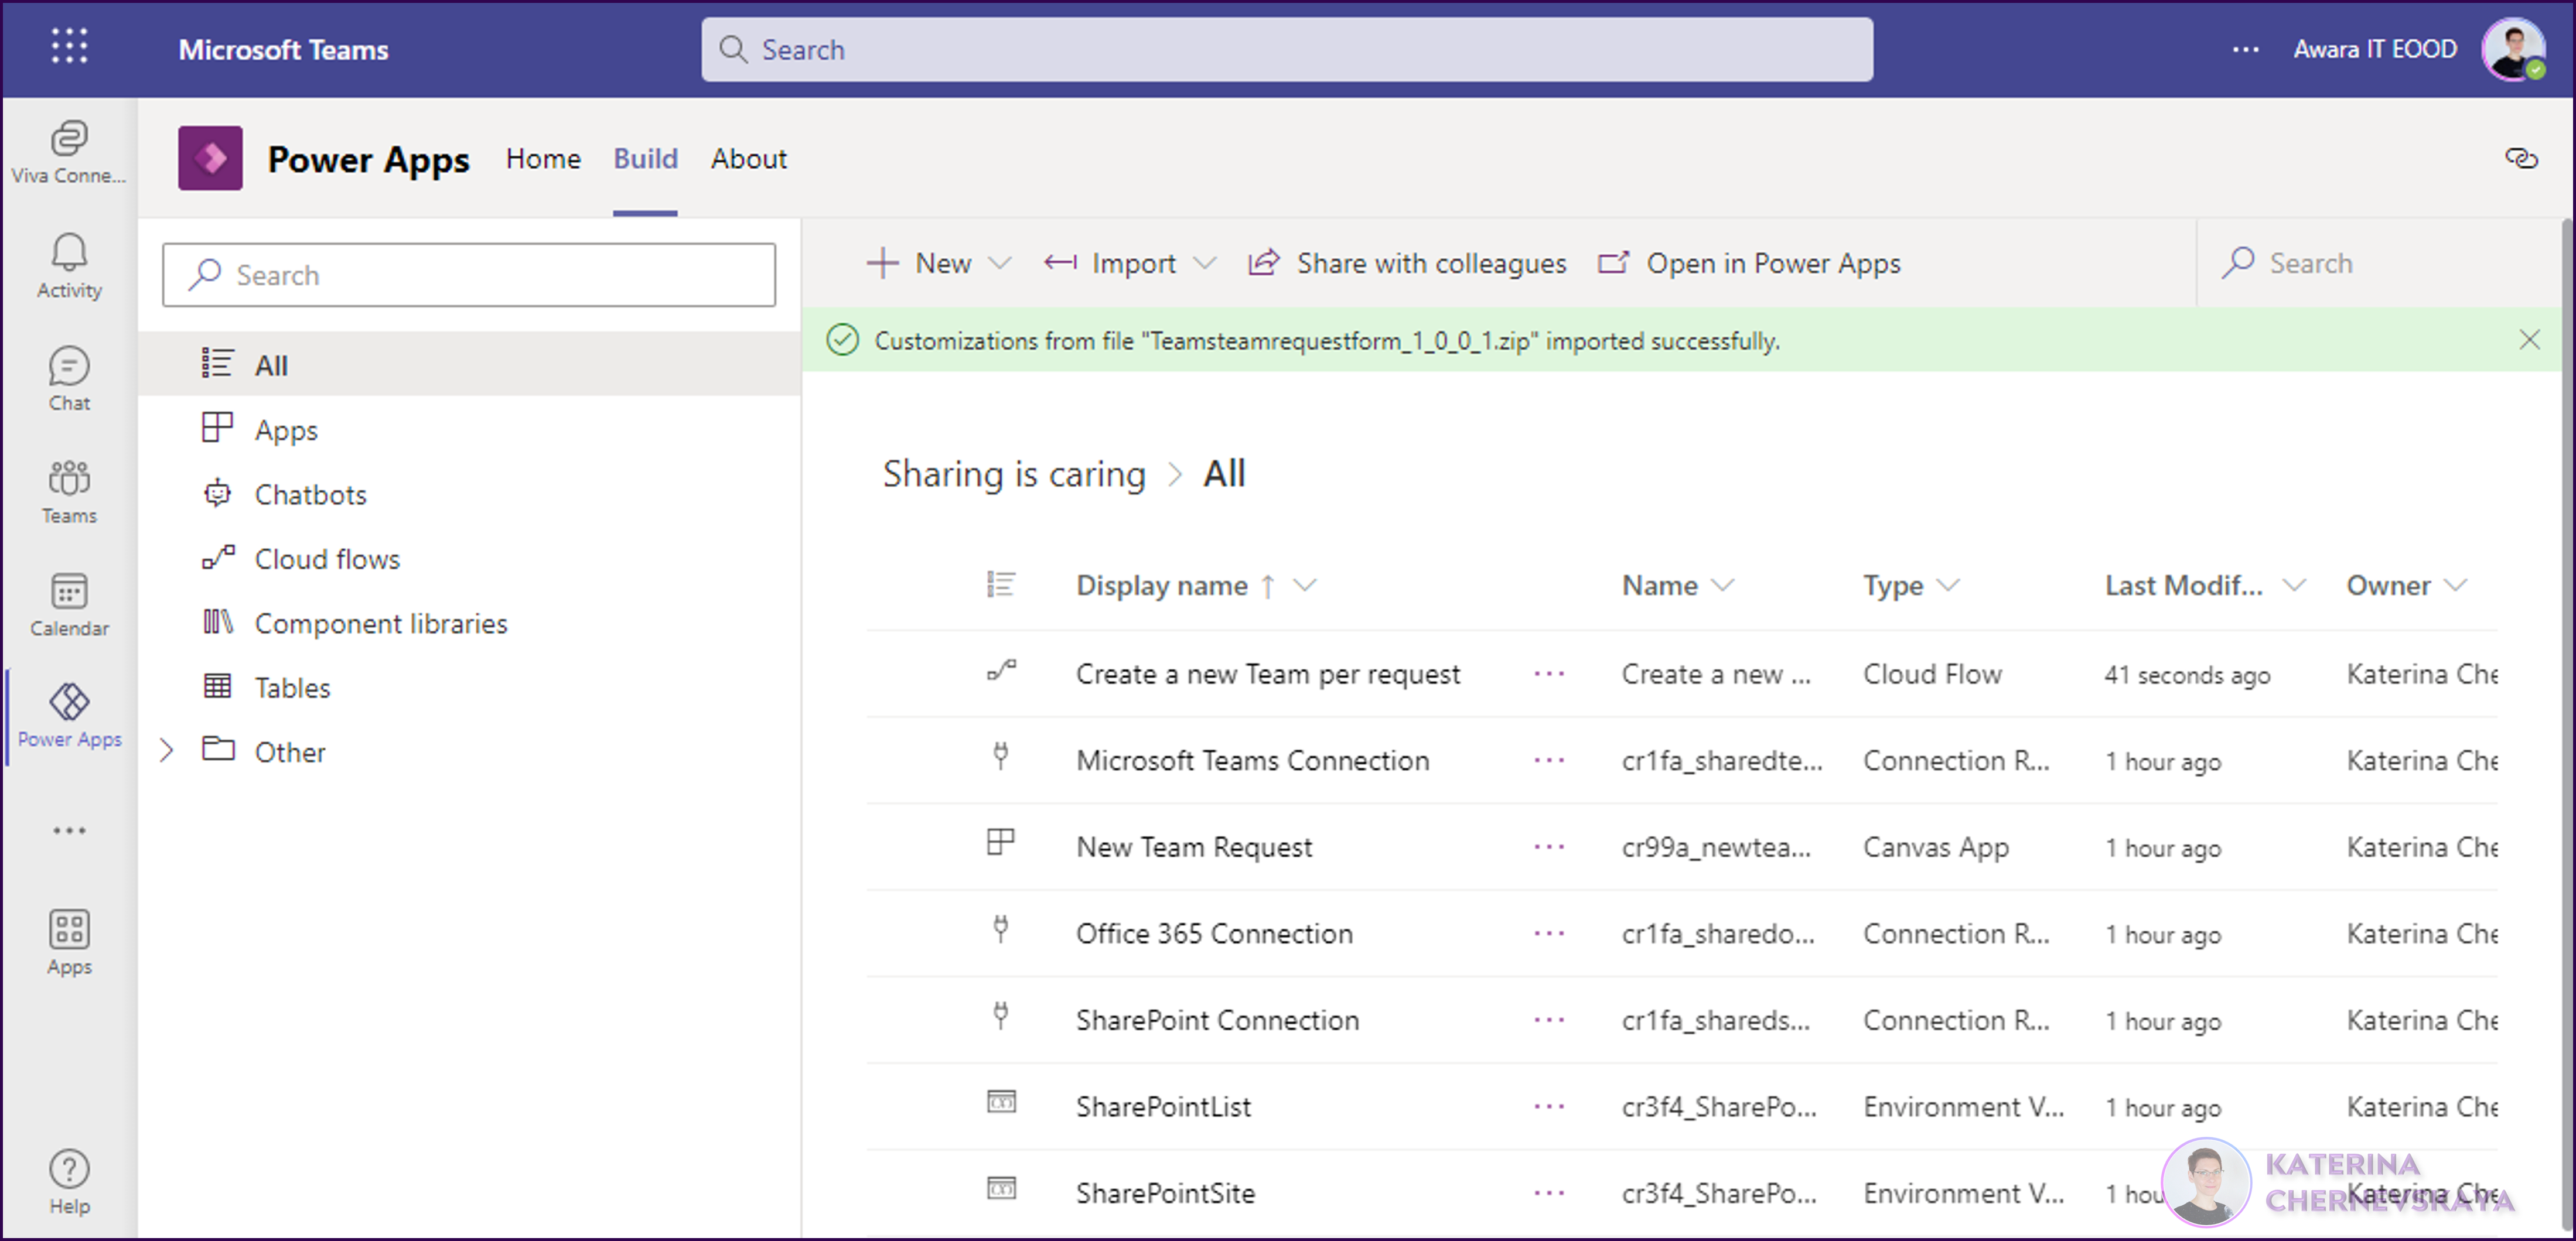 Microsoft Teams
Search
Awara IT EOOD
Viva Conne...
Activity
Chat
Teams
Calendar
Power Apps
Apps
Help
Power Apps
Home
Build
About
Search
All
Apps
Chatbots
Cloud flows
Component libraries
Tables
Other
New
Import
Share with colleagues
Open in Power Apps
Search
Customizations from file "Teamsteamrequestform_1_0_0_1.zip" imported successfully.
Sharing is caring > All
Display name ↑ Name Type Last Modif... Owner
Create a new Team per request ... Create a new ... Cloud Flow 41 seconds ago Katerina Che
Microsoft Teams Connection ... cr1fa_sharedte... Connection R... 1 hour ago Katerina Che
New Team Request ... cr99a_newtea... Canvas App 1 hour ago Katerina Che
Office 365 Connection ... cr1fa_sharedo... Connection R... 1 hour ago Katerina Che
SharePoint Connection ... cr1fa_shareds... Connection R... 1 hour ago Katerina Che
SharePointList ... cr3f4_SharePo... Environment V... 1 hour ago Katerina Che
SharePointSite ... cr3f4_SharePo... Environment V... 1 hou Katerina Che
KATERINA
CHERNEVSKAYA